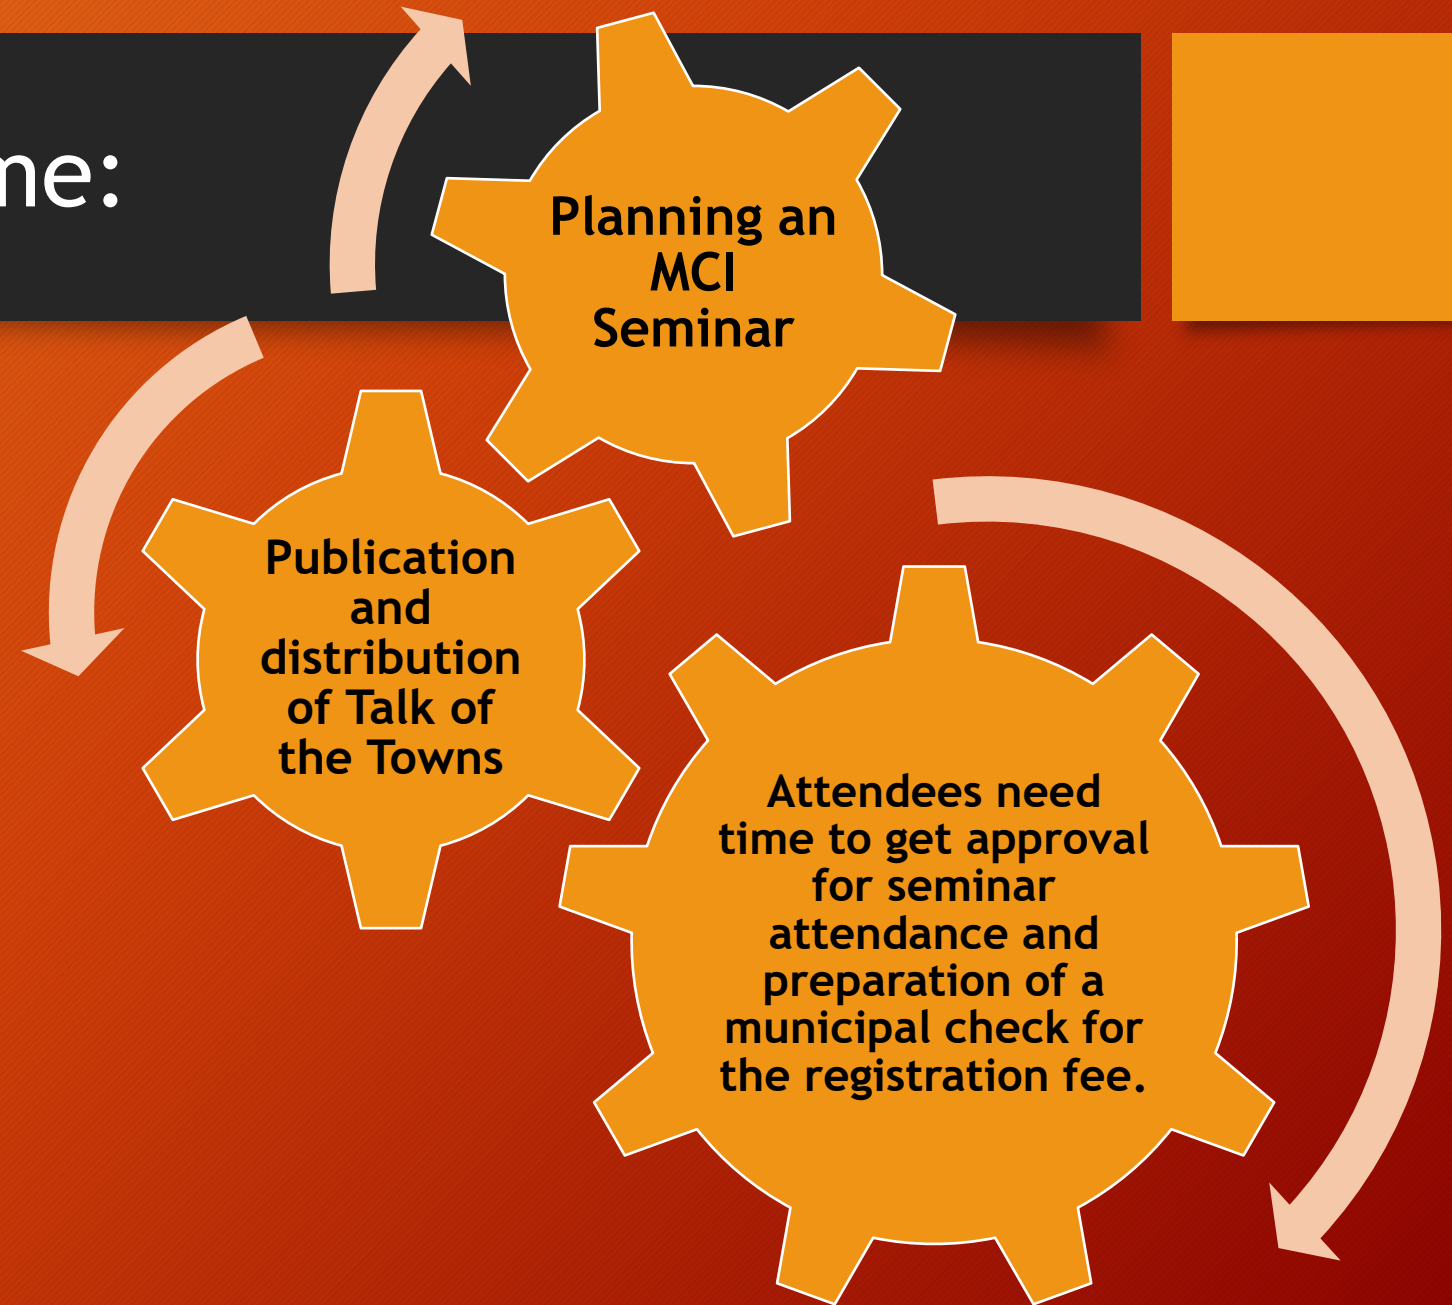 me:
Planning an
MCI
Seminar
Publication
and
distribution
of Talk of
the Towns
Attendees need
time to get approval
for seminar
attendance and
preparation of a
municipal check for
the registration fee.